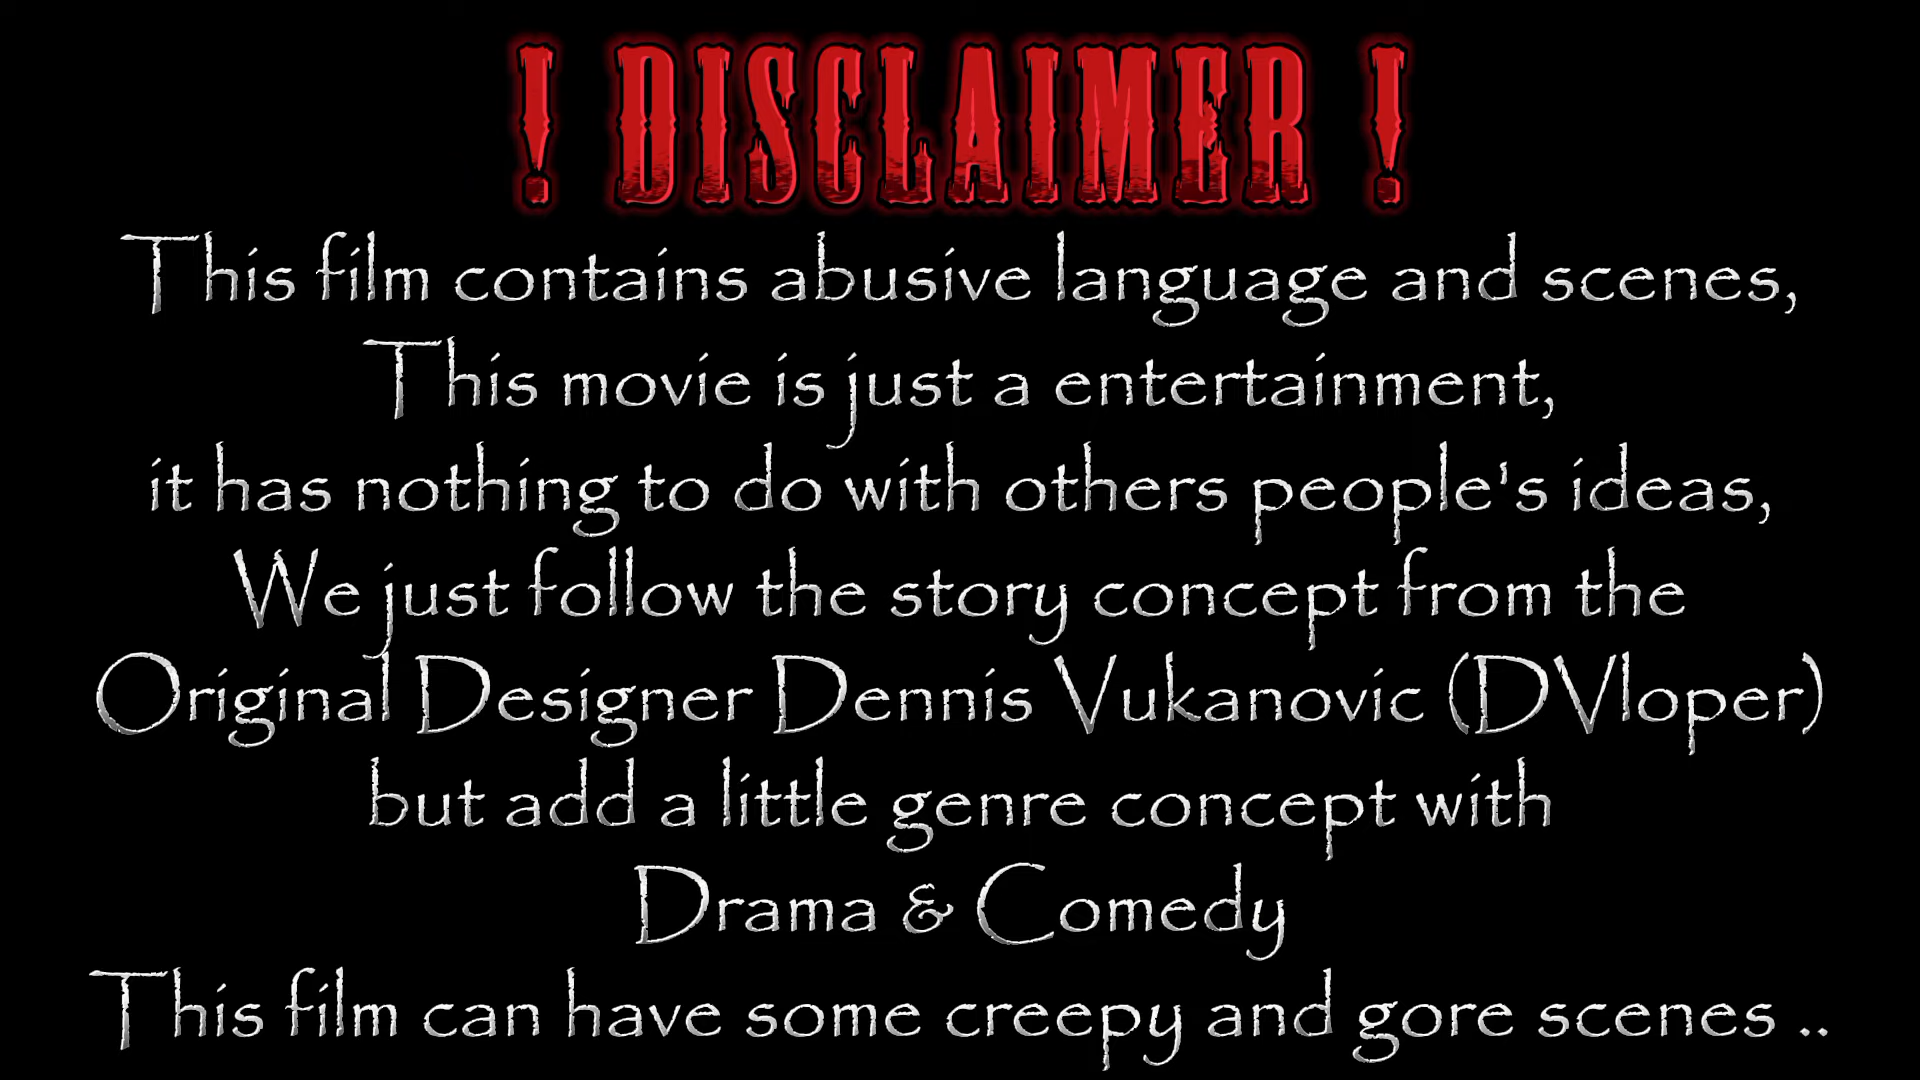 ! DISCLAIMER !
This film contains abusive language and scenes,
This movie is just a entertainment,
it has nothing to do with others people's ideas,
We just follow the story concept from the
Original Designer Dennis Vukanovic (DVloper)
but add a little genre concept with
Drama & Comedy
This film can have some creepy and gore scenes ..